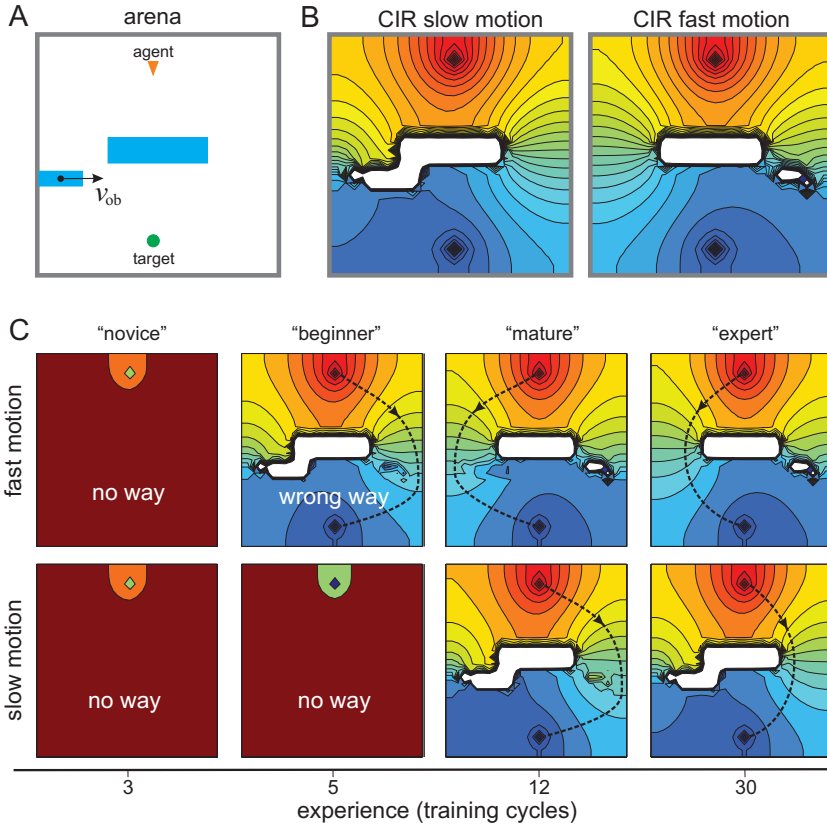 A
arena
agent
v_ob
target
B
CIR slow motion
CIR fast motion
C
"novice"
"beginner"
"mature"
"expert"
fast motion
no way
wrong way
slow motion
no way
no way
3
5
12
30
experience (training cycles)